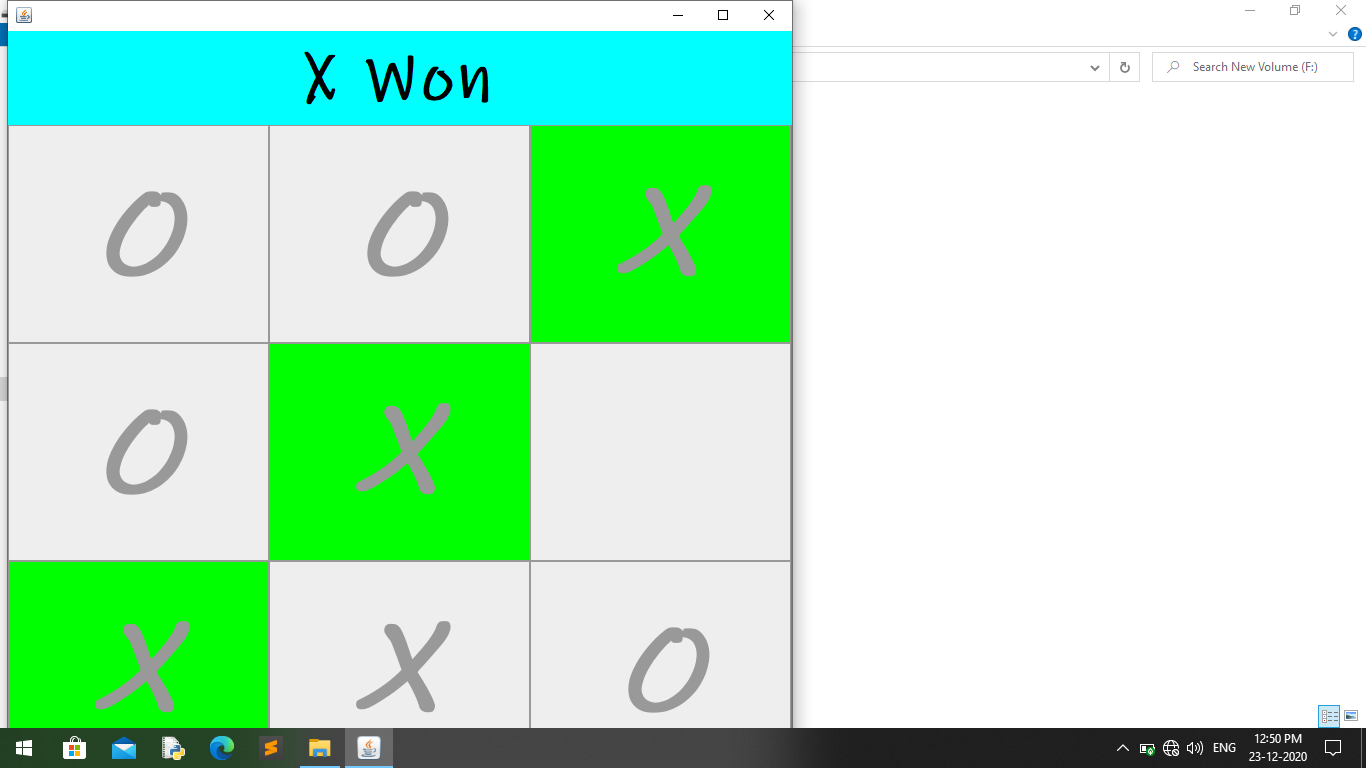 X Won
Search New Volume (F:)
O O X
O X
X X O
ENG
12:50 PM
23-12-2020